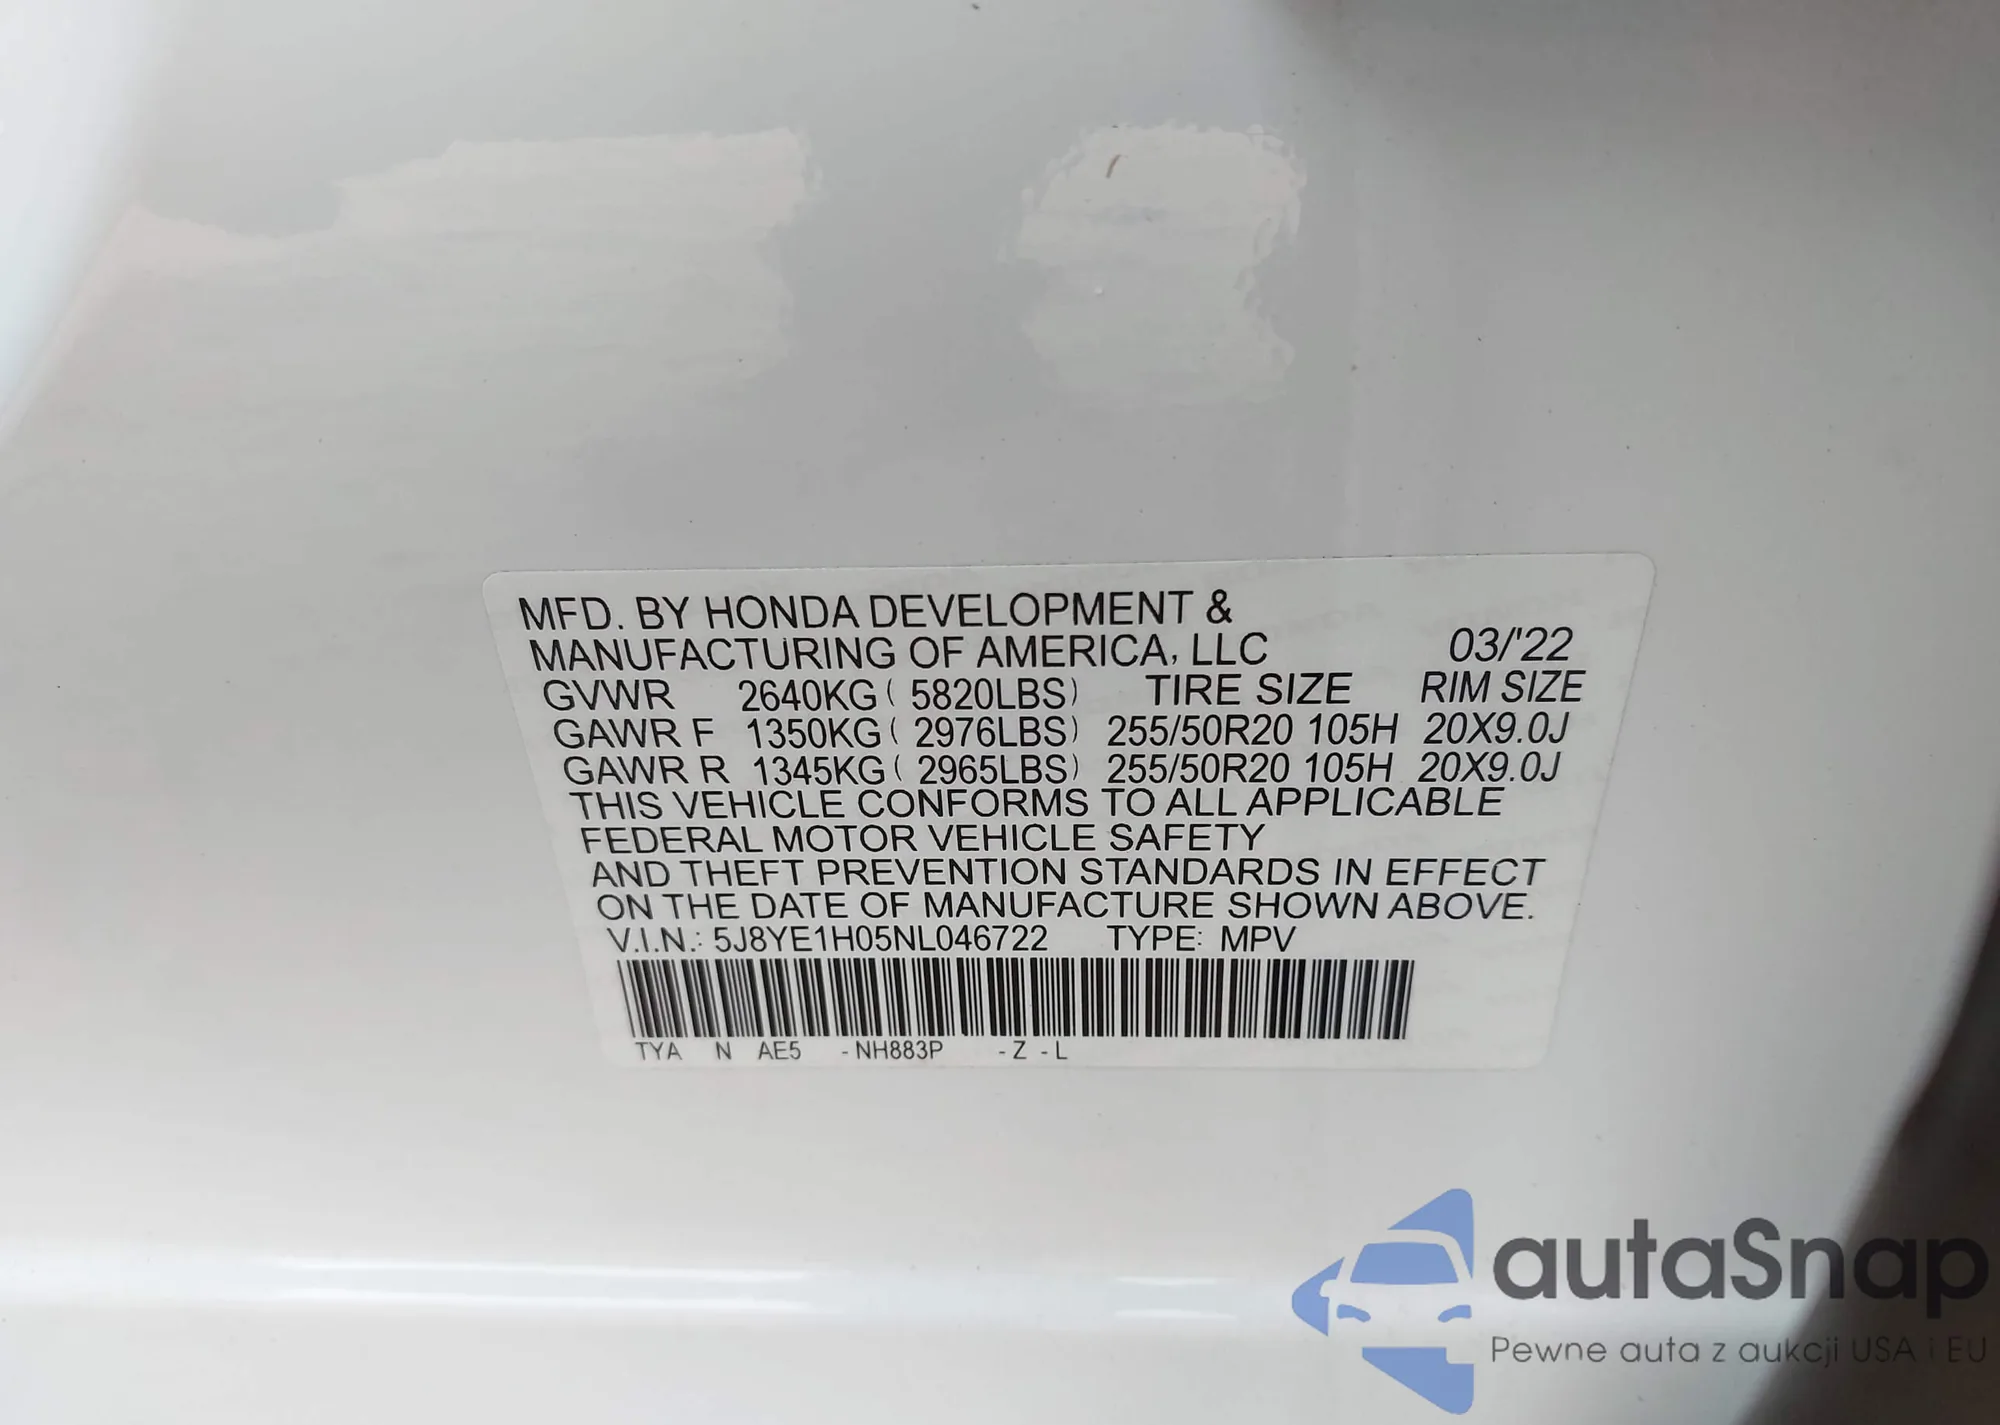 MFD. BY HONDA DEVELOPMENT &
MANUFACTURING OF AMERICA, LLC 03/'22
GVWR 2640KG ( 5820LBS) TIRE SIZE RIM SIZE
GAWR F 1350KG ( 2976LBS) 255/50R20 105H 20X9.0J
GAWR R 1345KG ( 2965LBS) 255/50R20 105H 20X9.0J
THIS VEHICLE CONFORMS TO ALL APPLICABLE
FEDERAL MOTOR VEHICLE SAFETY
AND THEFT PREVENTION STANDARDS IN EFFECT
ON THE DATE OF MANUFACTURE SHOWN ABOVE.
V.I.N.: 5J8YE1H05NL046722 TYPE: MPV
TYA N AE5 -NH883P -Z -L
autaSnap
Pewne auta z aukcji USA i EU